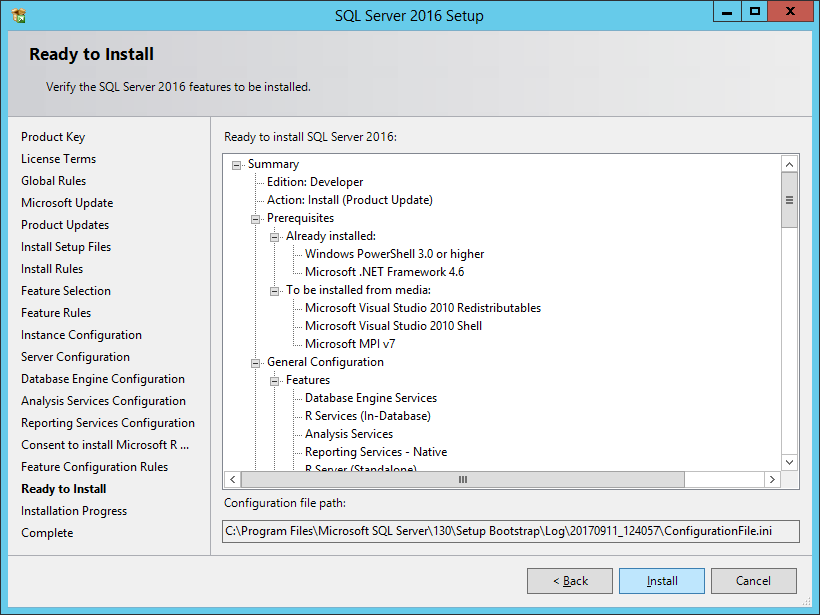 SQL Server 2016 Setup
Ready to Install
Verify the SQL Server 2016 features to be installed.
Product Key
License Terms
Global Rules
Microsoft Update
Product Updates
Install Setup Files
Install Rules
Feature Selection
Feature Rules
Instance Configuration
Server Configuration
Database Engine Configuration
Analysis Services Configuration
Reporting Services Configuration
Consent to install Microsoft R ...
Feature Configuration Rules
Ready to Install
Installation Progress
Complete
Ready to install SQL Server 2016:
Summary
Edition: Developer
Action: Install (Product Update)
Prerequisites
Already installed:
Windows PowerShell 3.0 or higher
Microsoft .NET Framework 4.6
To be installed from media:
Microsoft Visual Studio 2010 Redistributables
Microsoft Visual Studio 2010 Shell
Microsoft MPI v7
General Configuration
Features
Database Engine Services
R Services (In-Database)
Analysis Services
Reporting Services - Native
R Server (Standalone)
Configuration file path:
C:\Program Files\Microsoft SQL Server\130\Setup Bootstrap\Log\20170911_124057\ConfigurationFile.ini
< Back
Install
Cancel